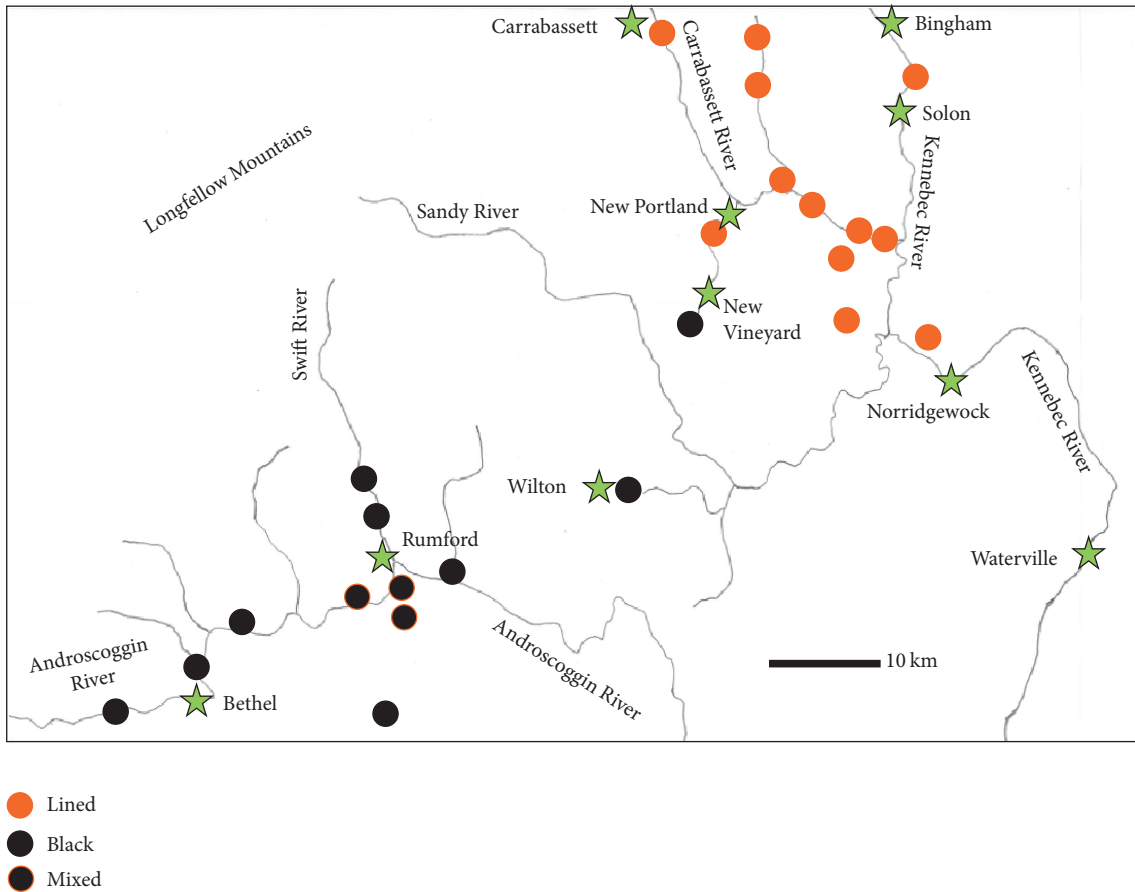 Carrabassett
Carrabassett River
Bingham
Solon
Kennebec River
Longfellow Mountains
Sandy River
New Portland
New
Vineyard
Swift River
Norridgewock
Kennebec River
Wilton
Rumford
Waterville
Androscoggin
River
Androscoggin River
10 km
Bethel
Lined
Black
Mixed